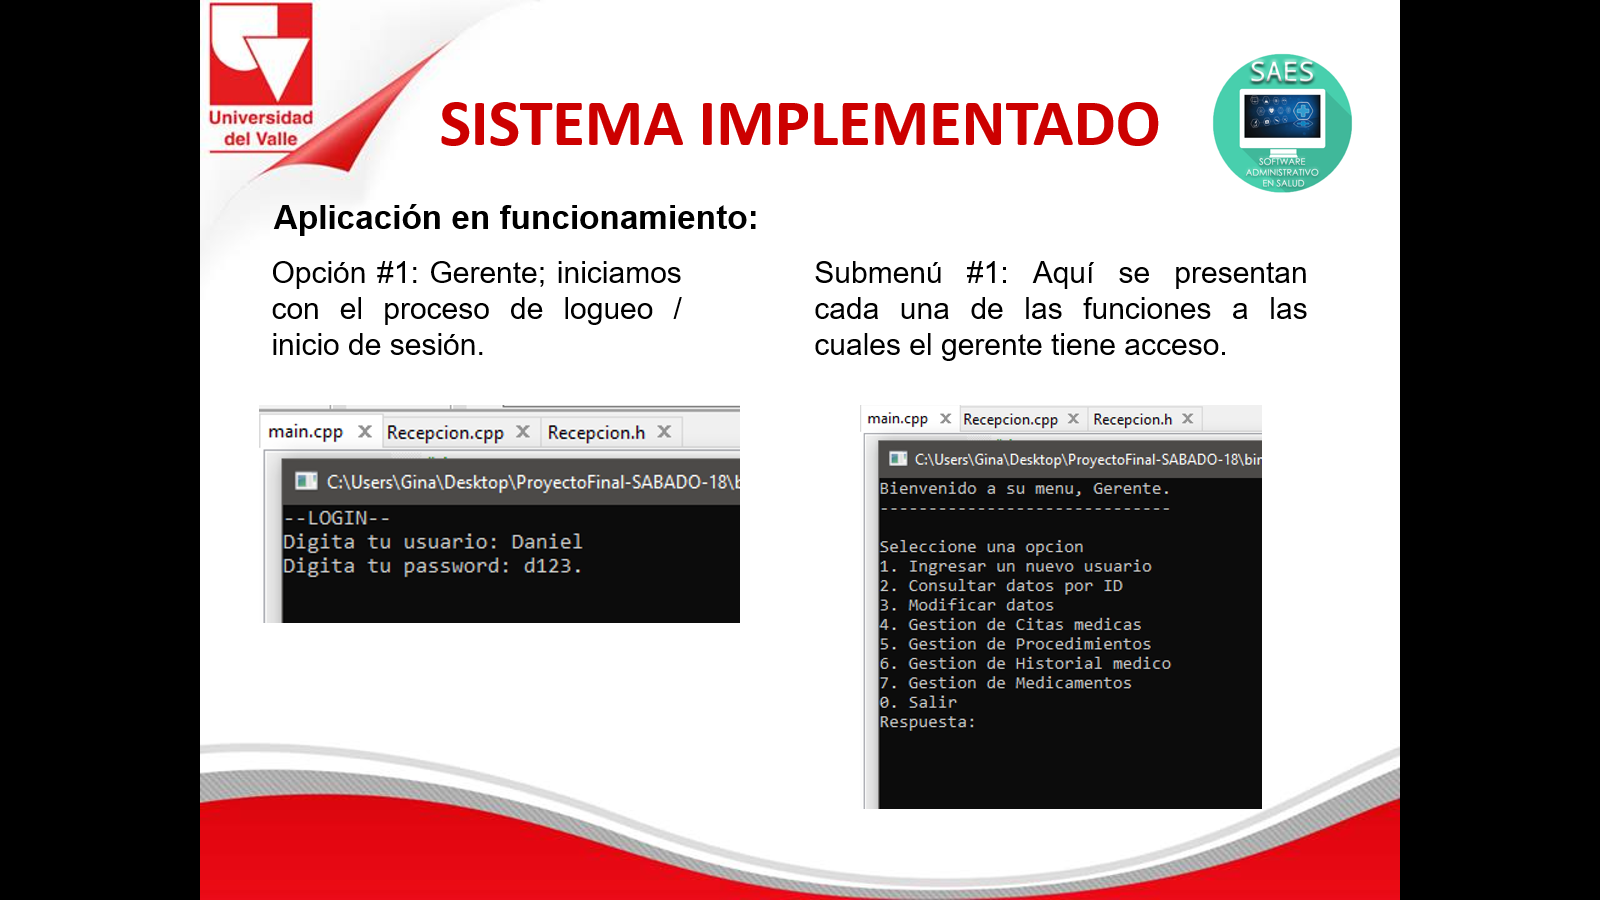 Universidad
del Valle
SISTEMA IMPLEMENTADO
SAES
SOFTWARE
ADMINISTRATIVO
EN SALUD
Aplicación en funcionamiento:
Opción #1: Gerente; iniciamos
con el proceso de logueo /
inicio de sesión.
Submenú #1: Aquí se presentan
cada una de las funciones a las
cuales el gerente tiene acceso.
main.cpp X Recepcion.cpp X Recepcion.h X
C:\Users\Gina\Desktop\ProyectoFinal-SABADO-18\b
--LOGIN--
Digita tu usuario: Daniel
Digita tu password: d123.
main.cpp X Recepcion.cpp X Recepcion.h X
C:\Users\Gina\Desktop\ProyectoFinal-SABADO-18\bin
Bienvenido a su menu, Gerente.
------------------------------
Seleccione una opcion
1. Ingresar un nuevo usuario
2. Consultar datos por ID
3. Modificar datos
4. Gestion de Citas medicas
5. Gestion de Procedimientos
6. Gestion de Historial medico
7. Gestion de Medicamentos
0. Salir
Respuesta: